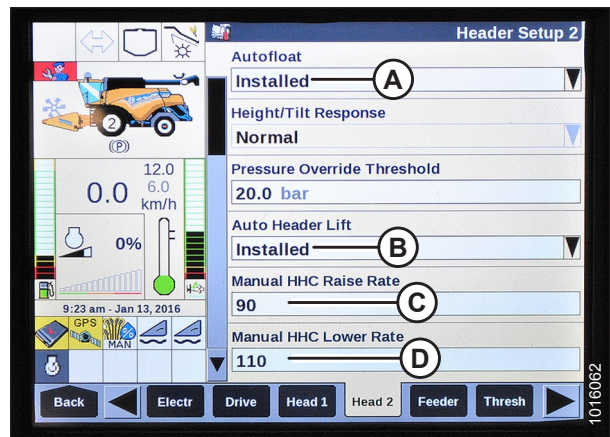 Header Setup 2
Autofloat
Installed
A
Height/Tilt Response
Normal
Pressure Override Threshold
20.0 bar
Auto Header Lift
Installed
B
Manual HHC Raise Rate
90
C
Manual HHC Lower Rate
110
D
2
(P)
12.0
0.0
6.0
km/h
0%
9:23 am - Jan 13, 2016
GPS
MAN
Back
Electr
Drive
Head 1
Head 2
Feeder
Thresh
1016062